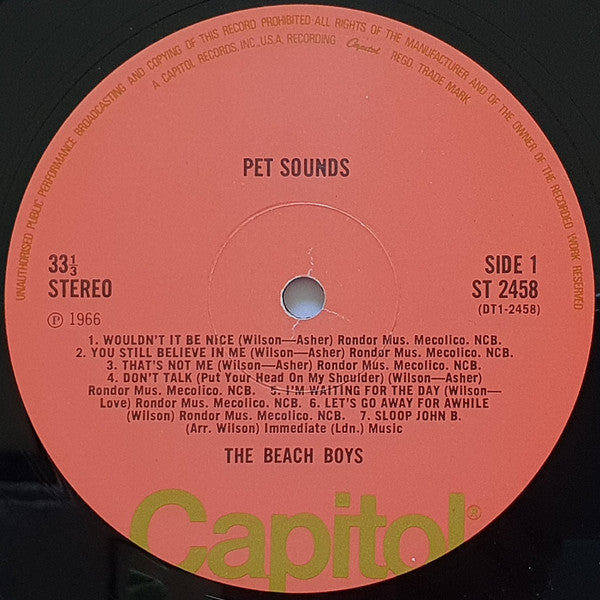 UNAUTHORISED PUBLIC PERFORMANCE BROADCASTING AND COPYING OF THIS RECORD PROHIBITED·ALL RIGHTS OF THE MANUFACTURER AND OF THE OWNER OF THE RECORDED WORK RESERVED
A CAPITOL RECORDS, INC., U.S.A. RECORDING Capitol REGD. TRADE MARK
PET SOUNDS
33⅓ SIDE 1
STEREO ST 2458
(DT1-2458)
Ⓟ 1966
1. WOULDN'T IT BE NICE (Wilson—Asher) Rondor Mus. Mecolico. NCB.
2. YOU STILL BELIEVE IN ME (Wilson—Asher) Rondor Mus. Mecolico. NCB.
3. THAT'S NOT ME (Wilson—Asher) Rondor Mus. Mecolico. NCB.
4. DON'T TALK (Put Your Head On My Shoulder) (Wilson—Asher)
Rondor Mus. Mecolico. NCB. 5. I'M WAITING FOR THE DAY (Wilson—
Love) Rondor Mus. Mecolico. NCB. 6. LET'S GO AWAY FOR AWHILE
(Wilson) Rondor Mus. Mecolico. NCB. 7. SLOOP JOHN B.
(Arr. Wilson) Immediate (Ldn.) Music
THE BEACH BOYS
Capitol®